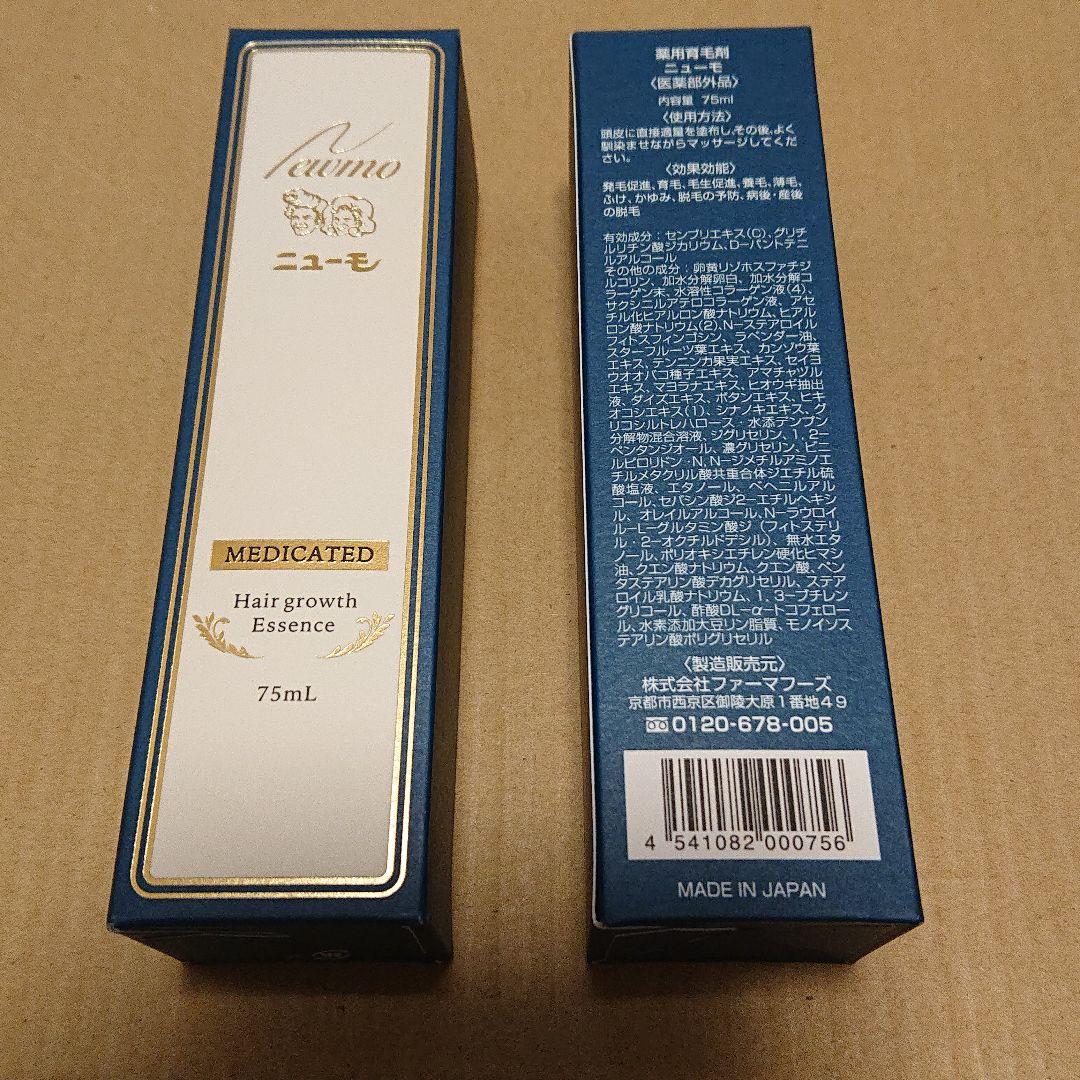 Newmo
ニューモ
MEDICATED
Hair growth
Essence
75mL
薬用育毛剤
ニューモ
〈医薬部外品〉
内容量 75ml
〈使用方法〉
頭皮に直接適量を塗布し、その後、よく
馴染ませながらマッサージしてくだ
さい。
〈効果効能〉
発毛促進、育毛、毛生促進、養毛、薄毛、
ふけ、かゆみ、脱毛の予防、病後・産後
の脱毛
有効成分：センブリエキス(C)、グリチ
ルリチン酸ジカリウム、D-パントテニ
ルアルコール
その他の成分：卵黄リゾホスファチジ
ルコリン、加水分解卵白、加水分解コ
ラーゲン末、水溶性コラーゲン液(4)、
サクシニルアテロコラーゲン液、アセ
チル化ヒアルロン酸ナトリウム、ヒアル
ロン酸ナトリウム(2)、N-ステアロイル
フィトスフィンゴシン、ラベンダー油、
スターフルーツ葉エキス、カンゾウ葉
エキス、テンニンカ果実エキス、セイヨ
ウオオバコ種子エキス、アマチャヅル
エキス、マヨラナエキス、ヒオウギ抽出
液、ダイズエキス、ボタンエキス、ヒキ
オコシエキス(1)、シナノキエキス、グ
リコシルトレハロース・水添デンプン
分解物混合溶液、ジグリセリン、1,2-
ペンタンジオール、濃グリセリン、ビニ
ルピロリドン・N,N-ジメチルアミノエ
チルメタクリル酸共重合体ジエチル硫
酸塩液、エタノール、ベヘニルアル
コール、セバシン酸ジ2-エチルヘキシ
ル、オレイルアルコール、N-ラウロイ
ル-L-グルタミン酸ジ(フィトステリ
ル・2-オクチルドデシル)、無水エタ
ノール、ポリオキシエチレン硬化ヒマシ
油、クエン酸ナトリウム、クエン酸、ペン
タステアリン酸デカグリセリル、ステア
ロイル乳酸ナトリウム、1,3-ブチレン
グリコール、酢酸DL-α-トコフェロー
ル、水素添加大豆リン脂質、モノイソス
テアリン酸ポリグリセリル
〈製造販売元〉
株式会社ファーマフーズ
京都市西京区御陵大原1番地49
0120-678-005
4 541082 000756
MADE IN JAPAN